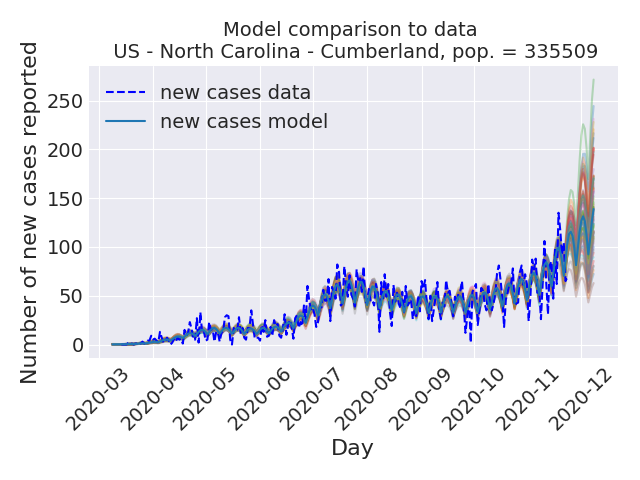 Model comparison to data
US - North Carolina - Cumberland, pop. = 335509
Number of new cases reported
250
200
150
100
50
0
new cases data
new cases model
2020-03
2020-04
2020-05
2020-06
2020-07
2020-08
2020-09
2020-10
2020-11
2020-12
Day